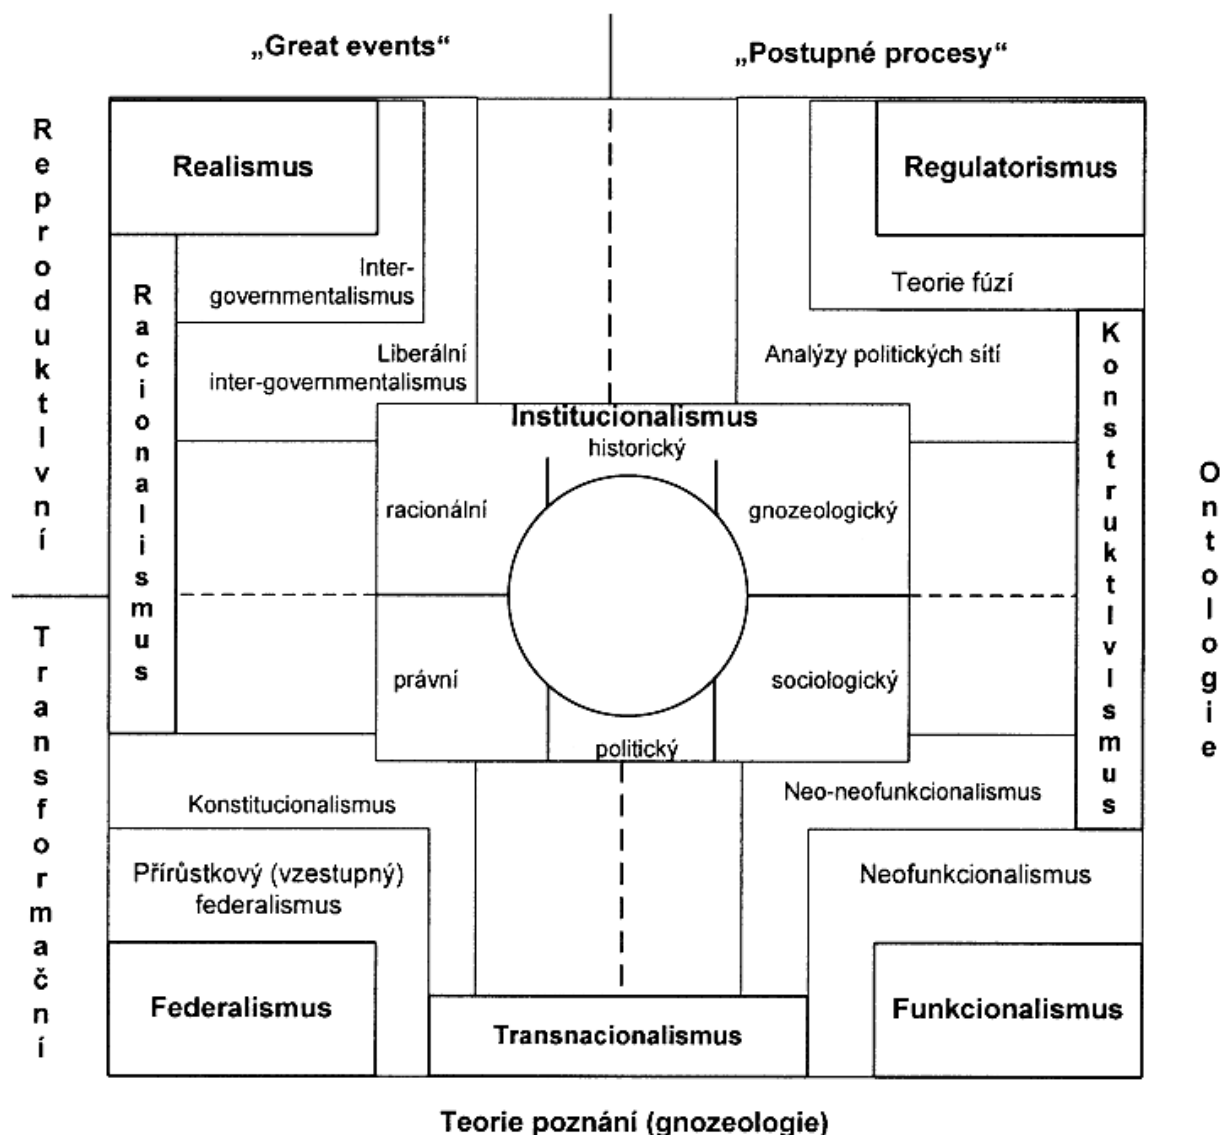 „Great events“
„Postupné procesy“
ReproduktIvní
Realismus
Regulatorismus
Inter-
governmentalismus
Teorie fúzí
Racionalismus
KonstruktIvIsmus
Liberální
inter-governmentalismus
Analýzy politických sítí
Institucionalismus
historický
racionální
gnozeologický
Ontologie
Transformační
právní
sociologický
politický
Konstitucionalismus
Neo-neofunkcionalismus
Přírůstkový (vzestupný)
federalismus
Neofunkcionalismus
Federalismus
Transnacionalismus
Funkcionalismus
Teorie poznání (gnozeologie)